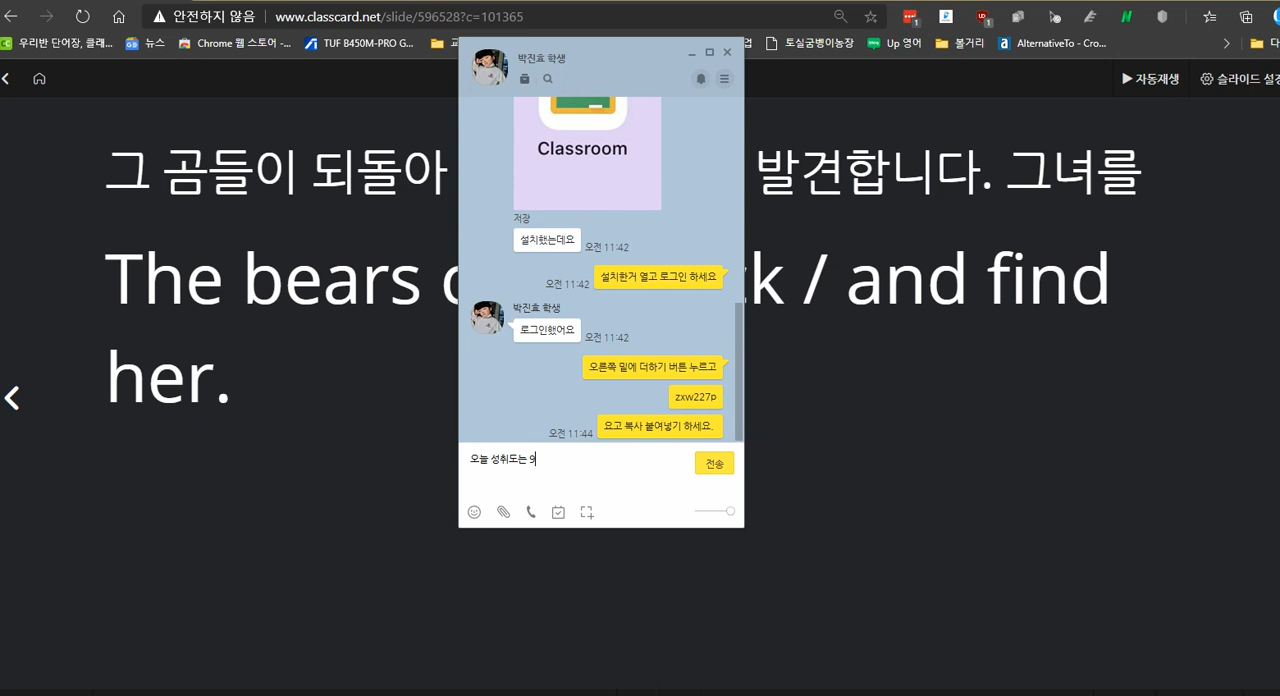 안전하지 않음 www.classcard.net/slide/596528?c=101365
우리반 단어장, 클래... 뉴스 Chrome 웹 스토어 -... TUF B450M-PRO G... 토실굼벵이농장 Up 영어 볼거리 AlternativeTo - Cro...
자동재생 슬라이드 설정
박진효 학생
Classroom
저장
설치했는데요 오전 11:42
오전 11:42 설치한거 열고 로그인 하세요
박진효 학생
로그인했어요 오전 11:42
오른쪽 밑에 더하기 버튼 누르고
zxw227p
오전 11:44 요고 복사 붙여넣기 하세요.
오늘 성취도는 9
전송
그 곰들이 되돌아 발견합니다. 그녀를
The bears / and find
her.